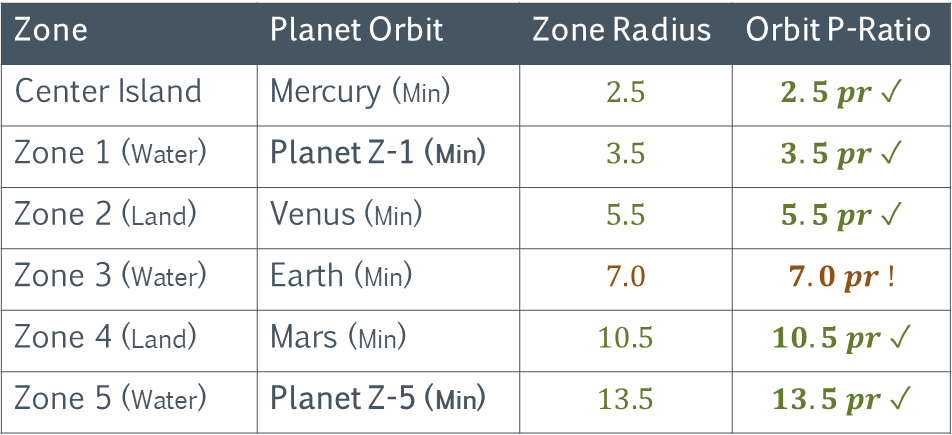 Zone Planet Orbit Zone Radius Orbit P-Ratio
Center Island Mercury (Min) 2.5 2.5 pr ✓
Zone 1 (Water) Planet Z-1 (Min) 3.5 3.5 pr ✓
Zone 2 (Land) Venus (Min) 5.5 5.5 pr ✓
Zone 3 (Water) Earth (Min) 7.0 7.0 pr !
Zone 4 (Land) Mars (Min) 10.5 10.5 pr ✓
Zone 5 (Water) Planet Z-5 (Min) 13.5 13.5 pr ✓